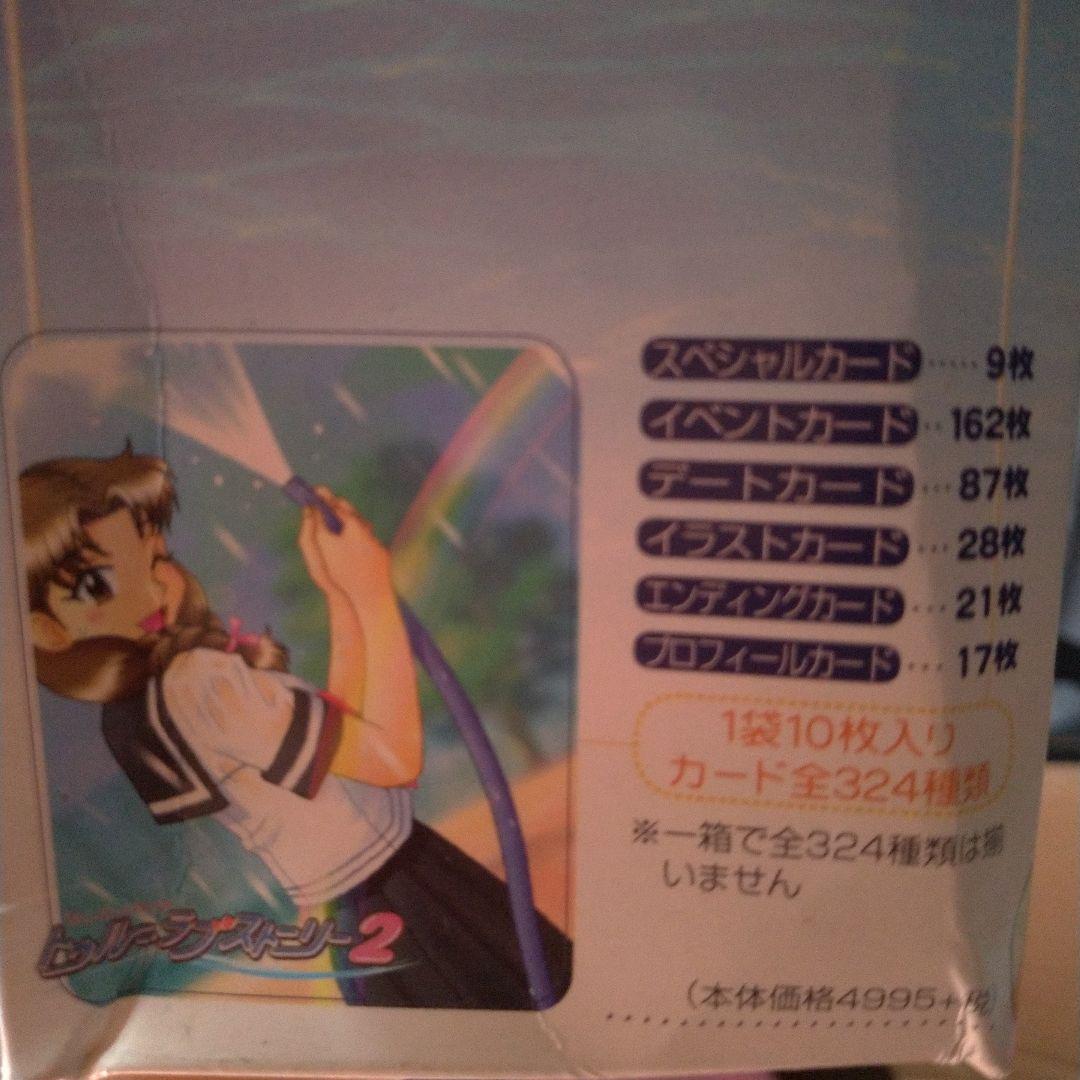 スペシャルカード ・・・・・ 9枚
イベントカード ・・ 162枚
デートカード ・・・ 87枚
イラストカード ・・・ 28枚
エンディングカード ・・・ 21枚
プロフィールカード ・・・ 17枚
1袋10枚入り
カード全324種類
※一箱で全324種類は揃
いません
トゥルー・ラブストーリー2
(本体価格4995+税)